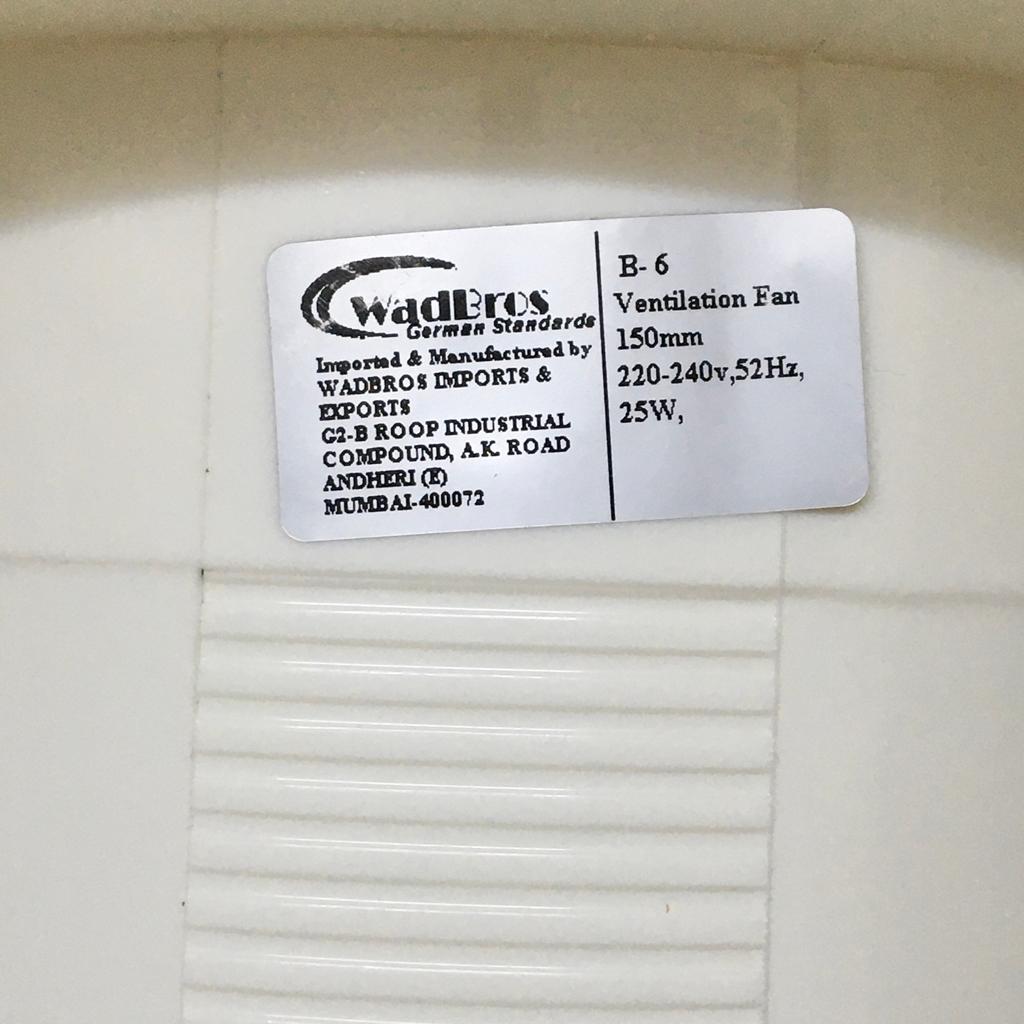 WadBros
German Standards
Imported & Manufactured by
WADBROS IMPORTS &
EXPORTS
G2-B ROOP INDUSTRIAL
COMPOUND, A.K. ROAD
ANDHERI (E)
MUMBAI-400072
B- 6
Ventilation Fan
150mm
220-240v,52Hz,
25W,